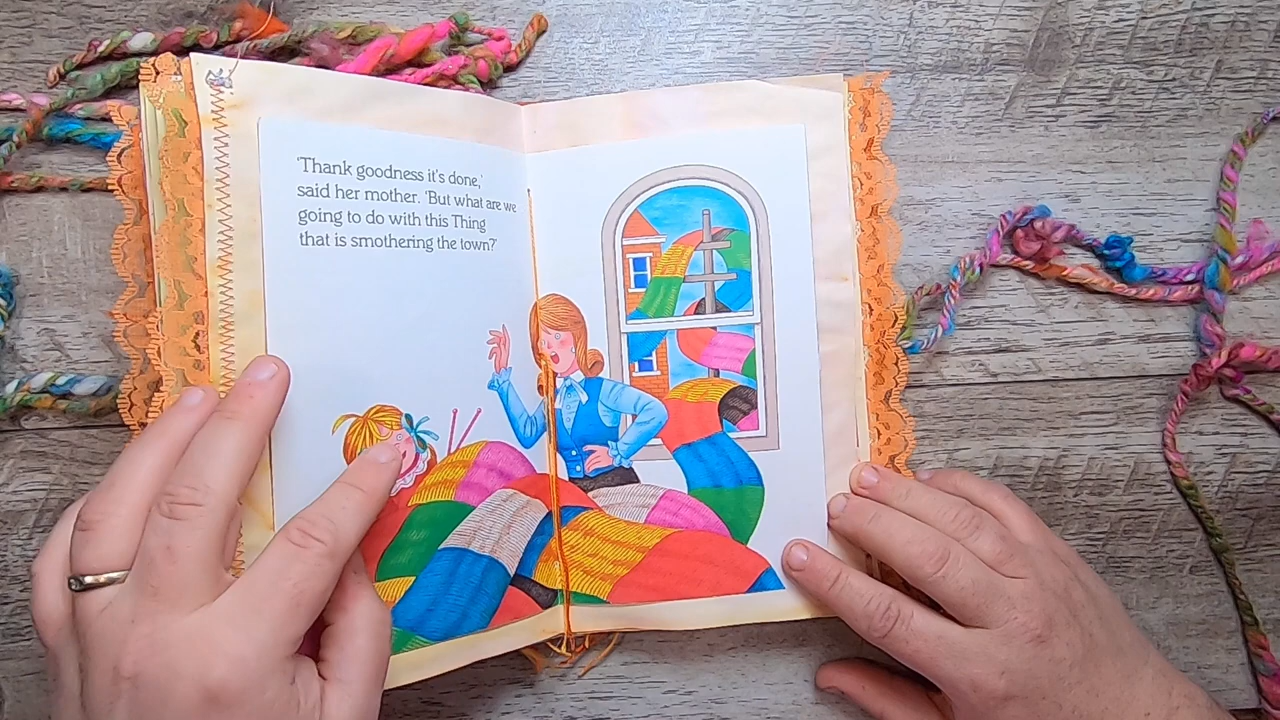 'Thank goodness it's done,'
said her mother. 'But what are we
going to do with this Thing
that is smothering the town?'